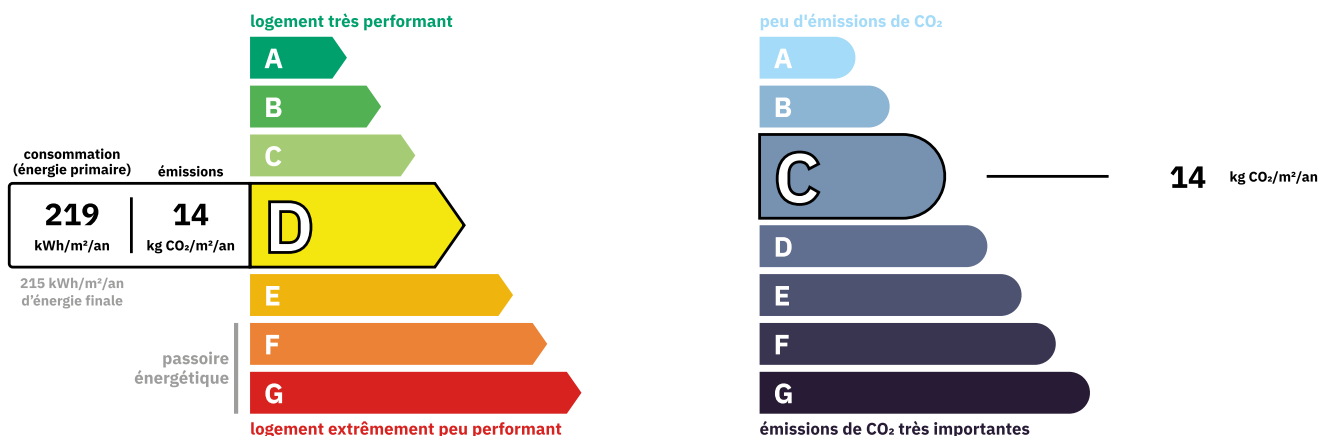 logement très performant
A
B
C
consommation
(énergie primaire)
émissions
219
kWh/m²/an
14
kg CO₂/m²/an
D
215 kWh/m²/an
d'énergie finale
E
passoire
énergétique
F
G
logement extrêmement peu performant
peu d'émissions de CO₂
A
B
C
14
kg CO₂/m²/an
D
E
F
G
émissions de CO₂ très importantes